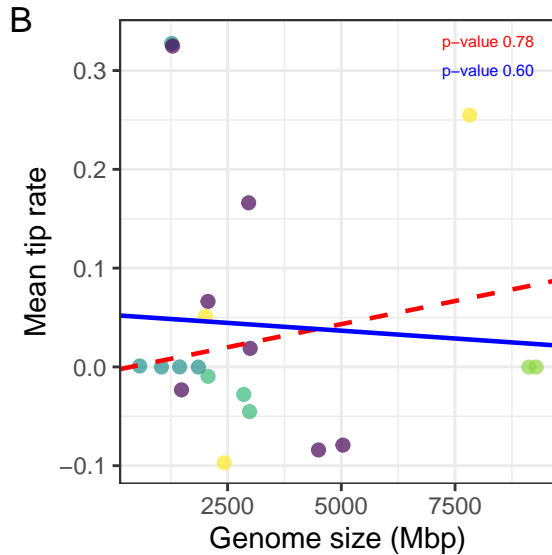 B
p−value 0.78
p−value 0.60
Mean tip rate
0.3
0.2
0.1
0.0
−0.1
2500 5000 7500
Genome size (Mbp)